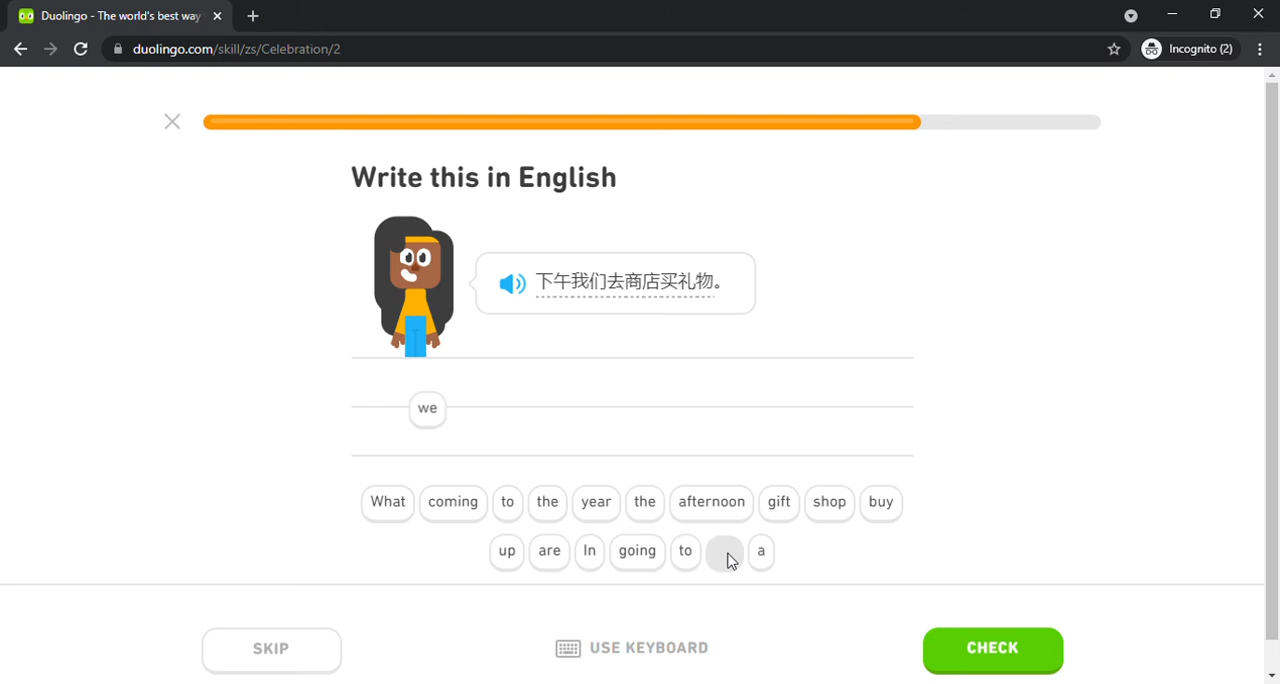 Duolingo - The world's best way
duolingo.com/skill/zs/Celebration/2
Incognito (2)
Write this in English
下午我们去商店买礼物。
we
What coming to the year the afternoon gift shop buy
up are In going to a
SKIP
USE KEYBOARD
CHECK